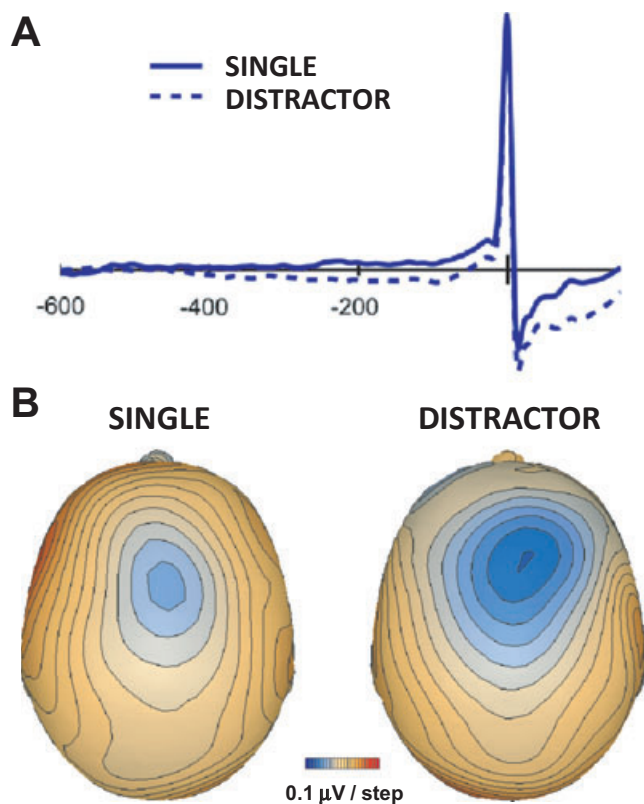 A
SINGLE
DISTRACTOR
-600
-400
-200
B
SINGLE
DISTRACTOR
0.1 μV / step